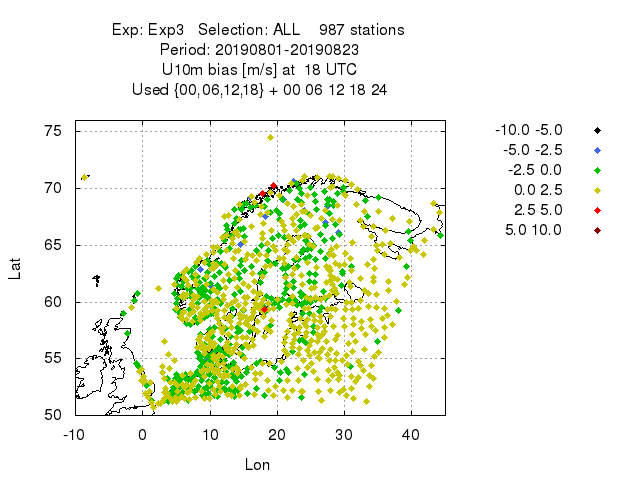 Exp: Exp3 Selection: ALL 987 stations
Period: 20190801-20190823
U10m bias [m/s] at 18 UTC
Used {00,06,12,18} + 00 06 12 18 24
-10.0 -5.0
-5.0 -2.5
-2.5 0.0
0.0 2.5
2.5 5.0
5.0 10.0
75
70
65
60
55
50
Lat
-10 0 10 20 30 40
Lon